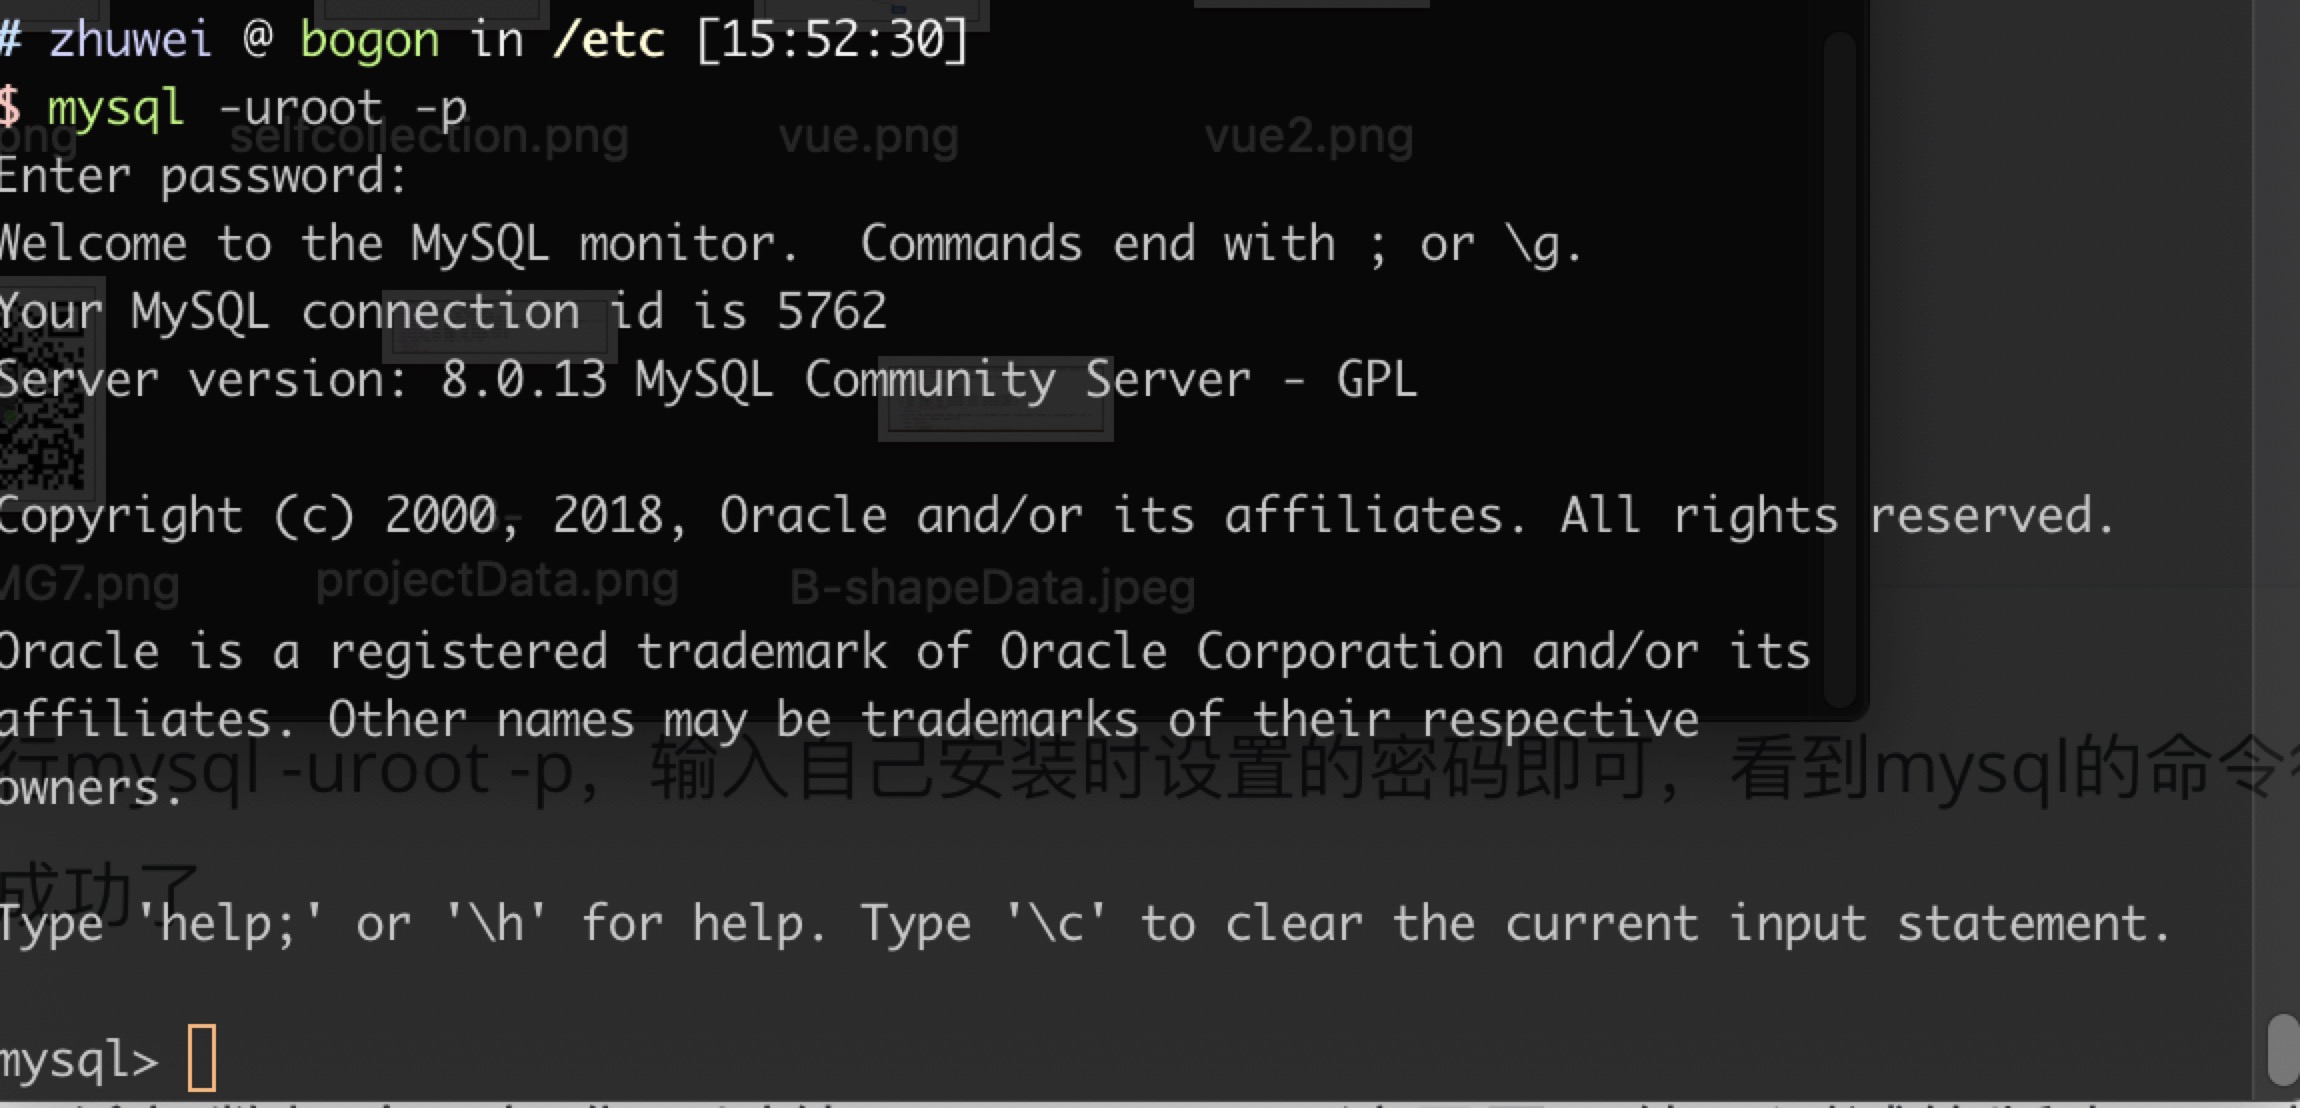 # zhuwei @ bogon in /etc [15:52:30]
$ mysql -uroot -p
png selfcollection.png vue.png vue2.png
Enter password:
Welcome to the MySQL monitor.  Commands end with ; or \g.
Your MySQL connection id is 5762
Server version: 8.0.13 MySQL Community Server - GPL
Copyright (c) 2000, 2018, Oracle and/or its affiliates. All rights reserved.
MG7.png projectData.png B-shapeData.jpeg
Oracle is a registered trademark of Oracle Corporation and/or its
affiliates. Other names may be trademarks of their respective
行mysql -uroot -p，输入自己安装时设置的密码即可，看到mysql的命令
owners.
成功了
Type 'help;' or '\h' for help. Type '\c' to clear the current input statement.
mysql>